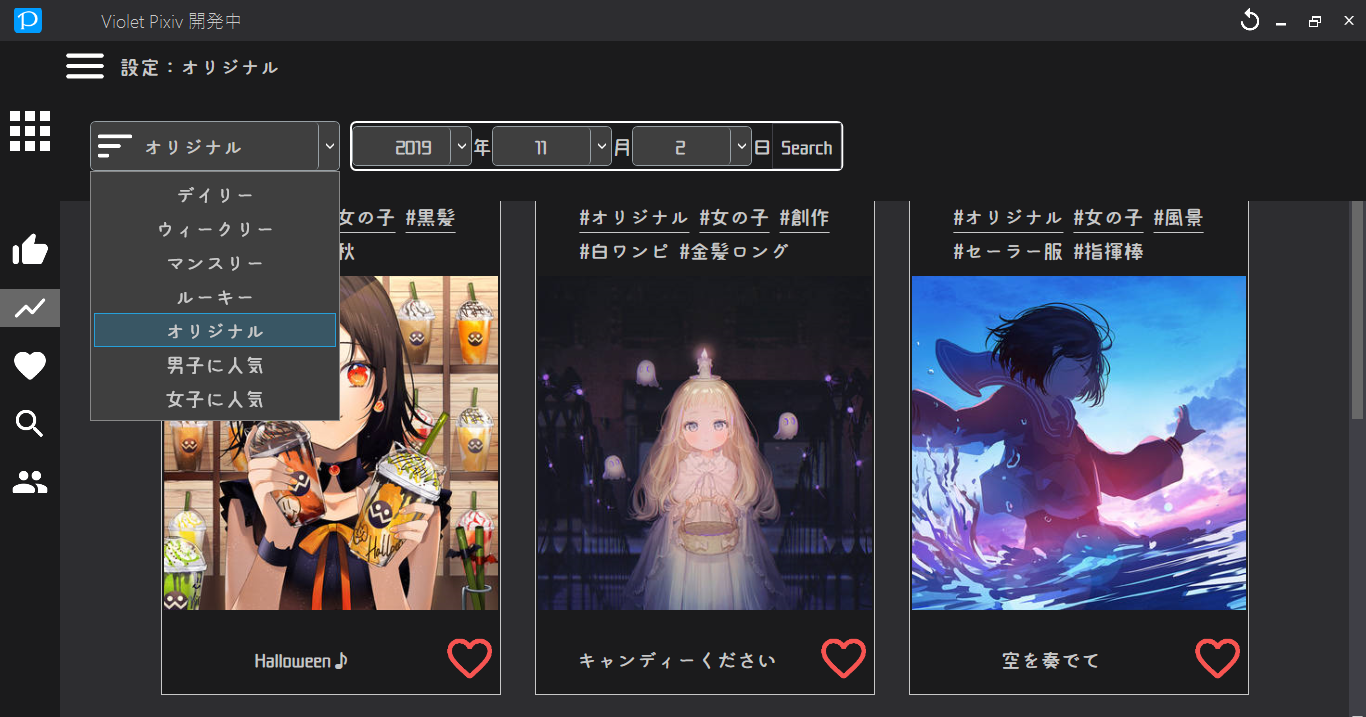 Violet Pixiv 開発中
設定：オリジナル
オリジナル
2019 年 11 月 2 日 Search
デイリー
ウィークリー
マンスリー
ルーキー
オリジナル
男子に人気
女子に人気
女の子 #黒髪
秋
#オリジナル #女の子 #創作
#白ワンピ #金髪ロング
#オリジナル #女の子 #風景
#セーラー服 #指揮棒
Halloween♪
キャンディーください
空を奏でて